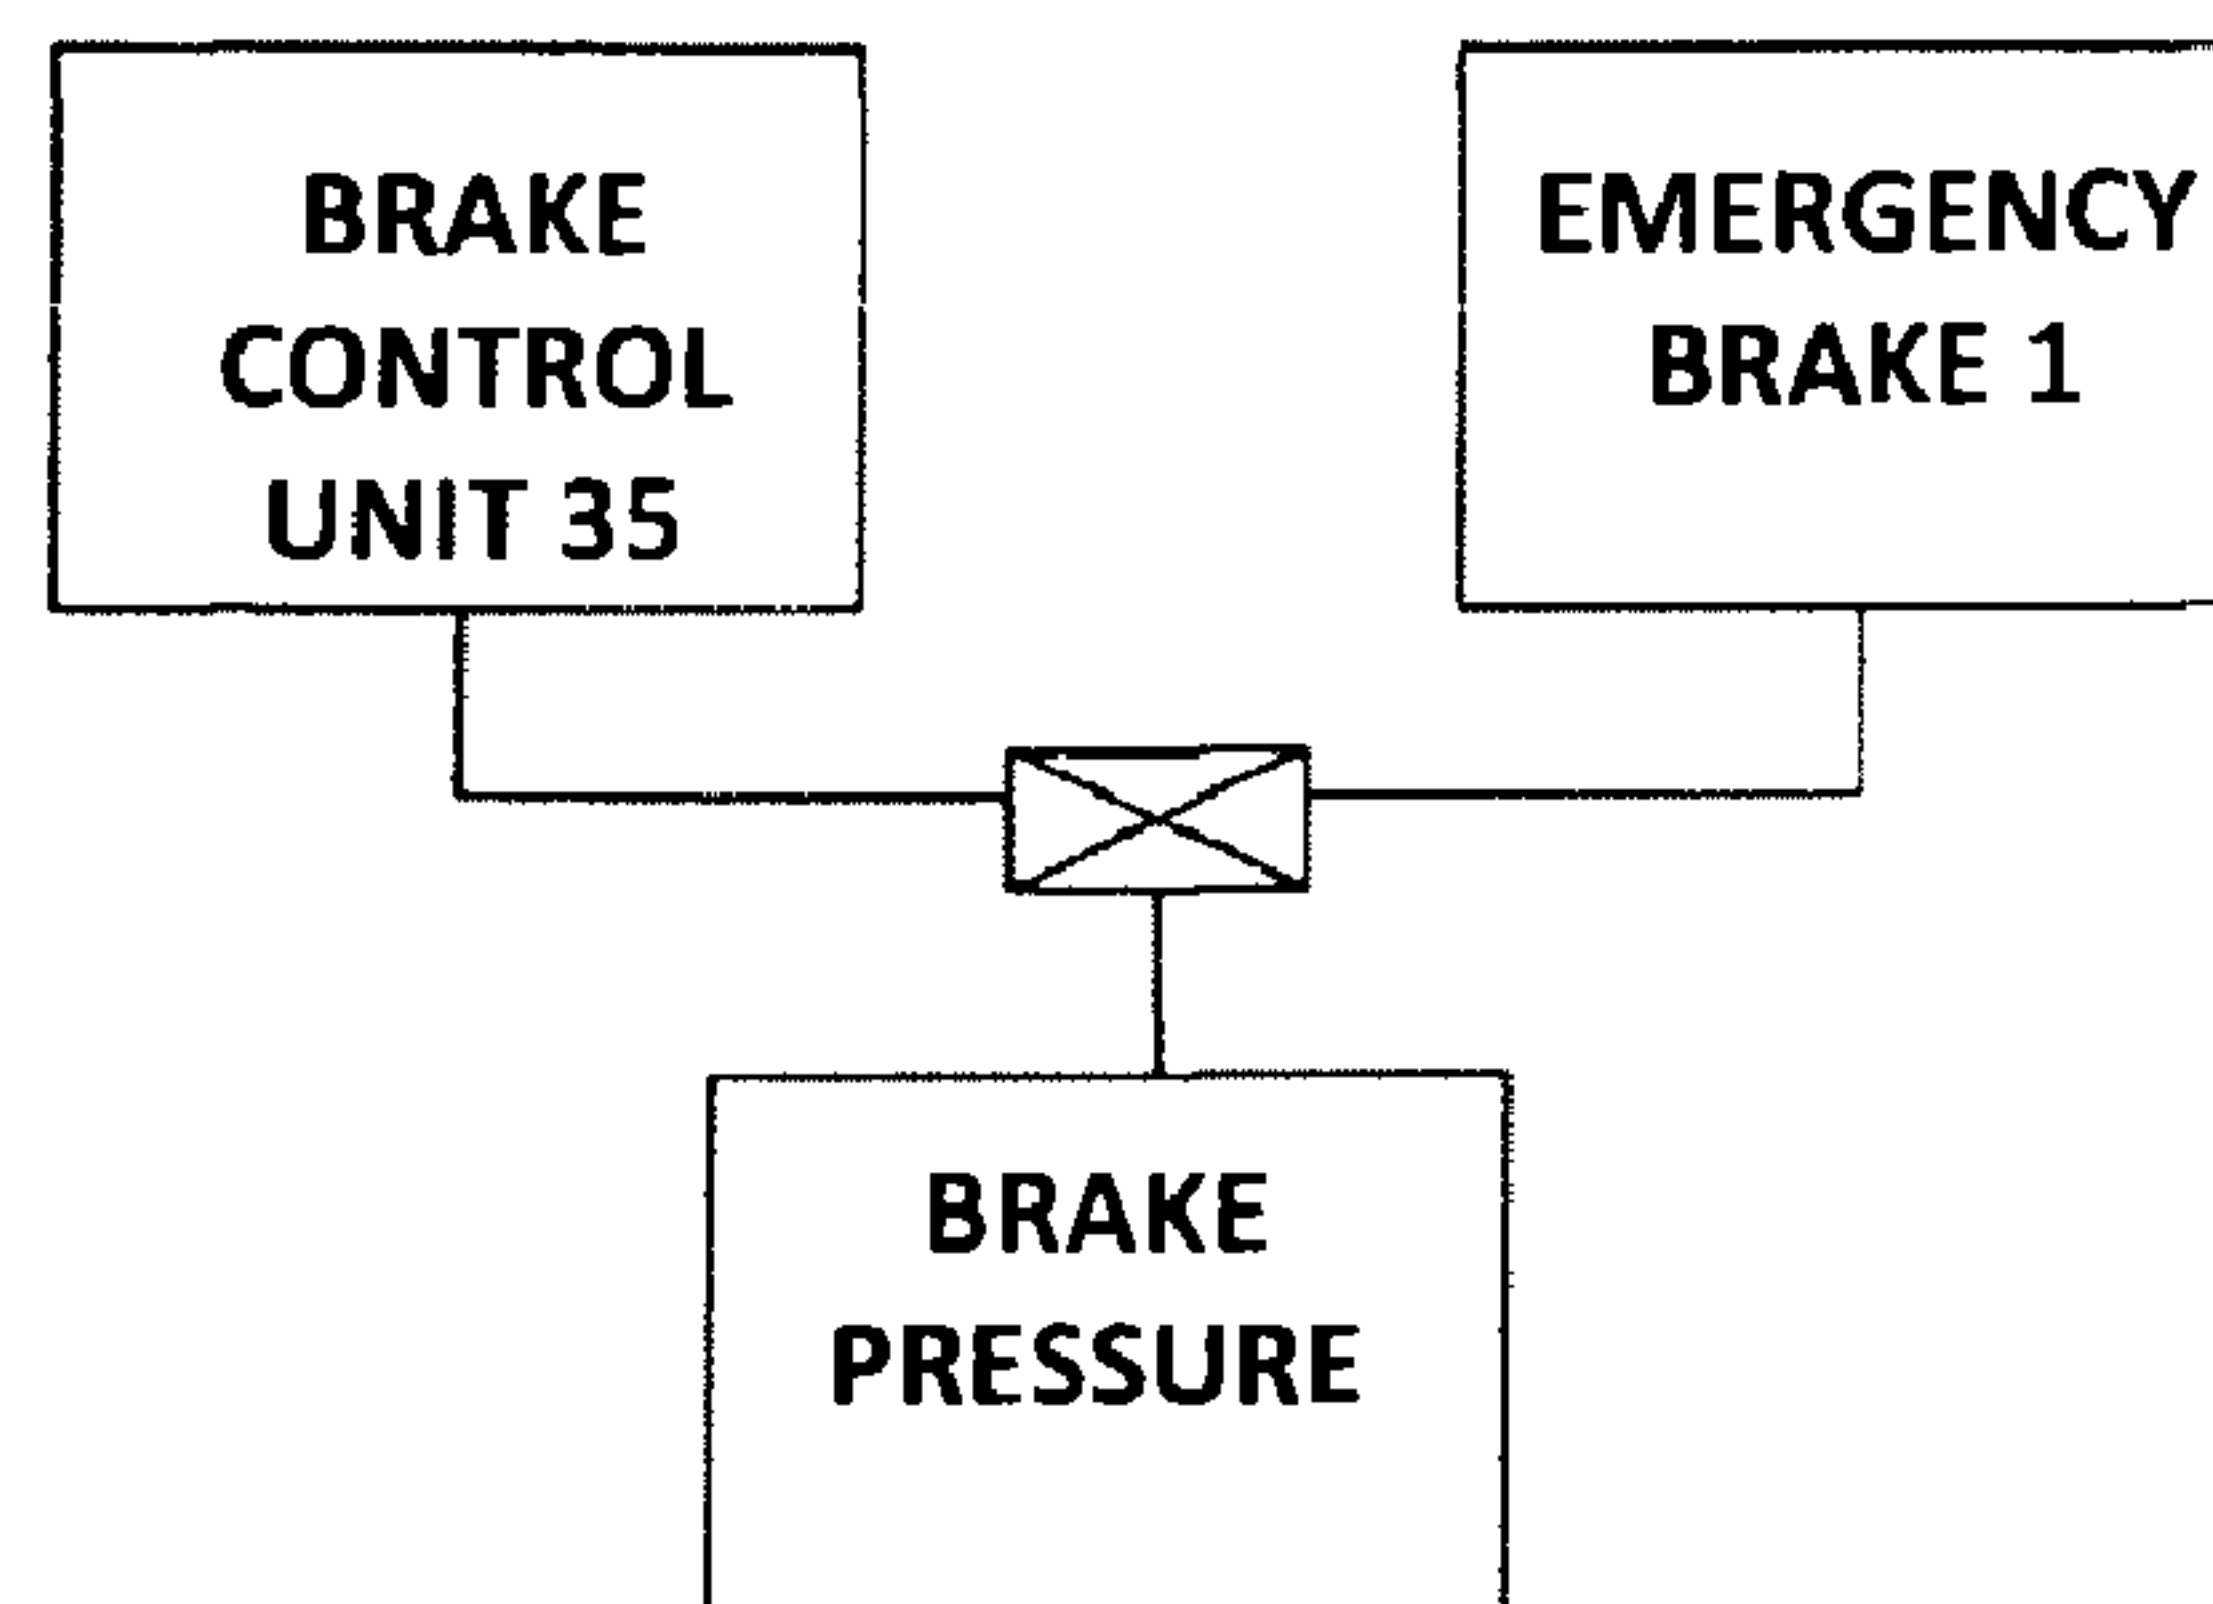 BRAKE
CONTROL
UNIT 35
EMERGENCY
BRAKE 1
BRAKE
PRESSURE